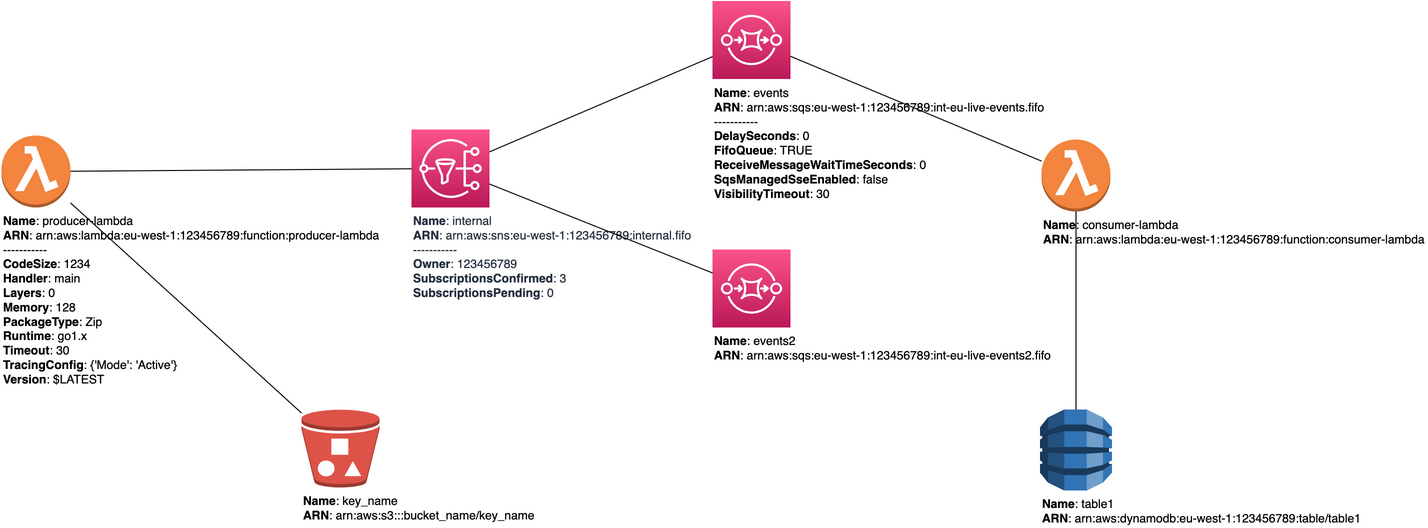 Name: events
ARN: arn:aws:sqs:eu-west-1:123456789:int-eu-live-events.fifo
-----------
DelaySeconds: 0
FifoQueue: TRUE
ReceiveMessageWaitTimeSeconds: 0
SqsManagedSseEnabled: false
VisibilityTimeout: 30
Name: producer-lambda
ARN: arn:aws:lambda:eu-west-1:123456789:function:producer-lambda
-----------
CodeSize: 1234
Handler: main
Layers: 0
Memory: 128
PackageType: Zip
Runtime: go1.x
Timeout: 30
TracingConfig: {'Mode': 'Active'}
Version: $LATEST
Name: internal
ARN: arn:aws:sns:eu-west-1:123456789:internal.fifo
-----------
Owner: 123456789
SubscriptionsConfirmed: 3
SubscriptionsPending: 0
Name: consumer-lambda
ARN: arn:aws:lambda:eu-west-1:123456789:function:consumer-lambda
Name: events2
ARN: arn:aws:sqs:eu-west-1:123456789:int-eu-live-events2.fifo
Name: key_name
ARN: arn:aws:s3:::bucket_name/key_name
Name: table1
ARN: arn:aws:dynamodb:eu-west-1:123456789:table/table1